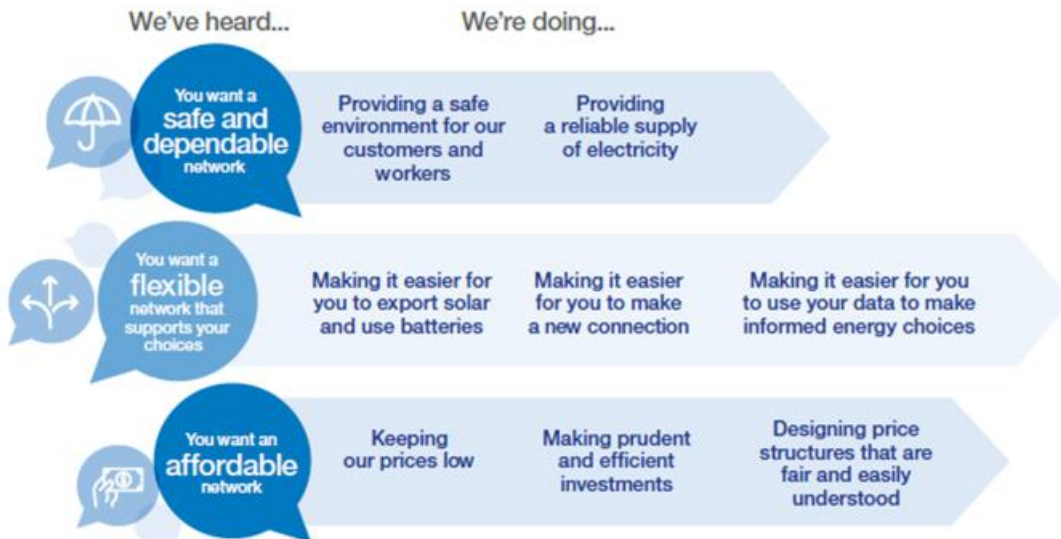 We've heard...
We're doing...
You want a
safe and
dependable
network
Providing a safe
environment for our
customers and
workers
Providing
a reliable supply
of electricity
You want a
flexible
network that
supports your
choices
Making it easier for
you to export solar
and use batteries
Making it easier
for you to make
a new connection
Making it easier for you
to use your data to make
informed energy choices
You want an
affordable
network
Keeping
our prices low
Making prudent
and efficient
investments
Designing price
structures that are
fair and easily
understood